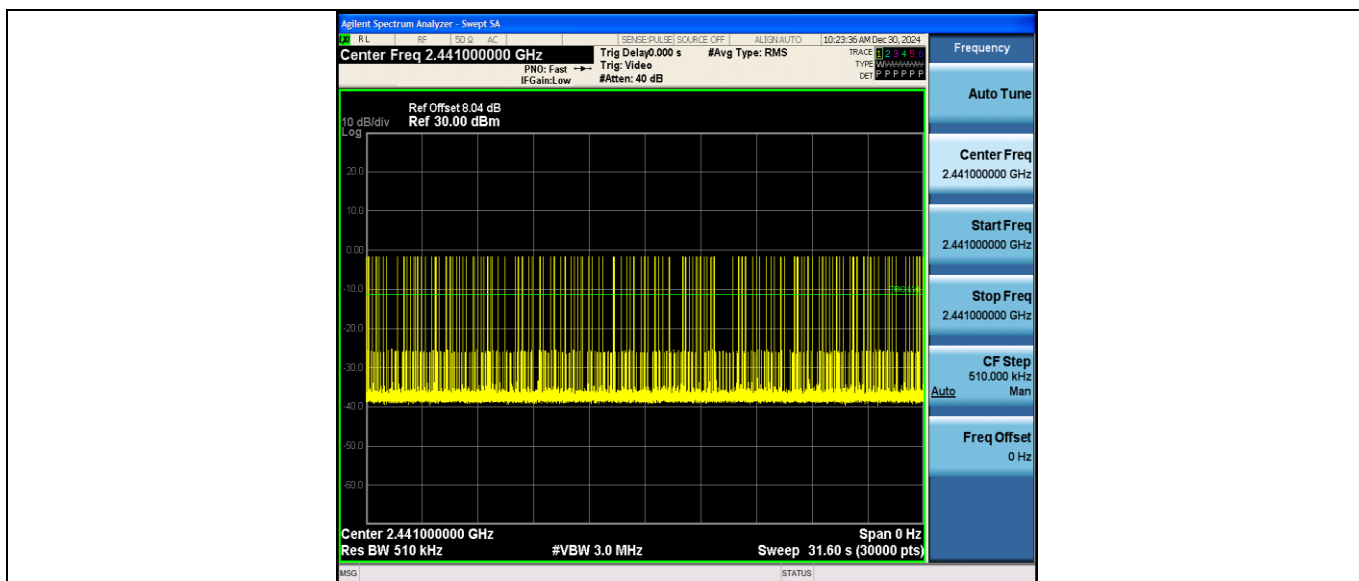 Agilent Spectrum Analyzer - Swept SA
RL RF 50 Ω AC SENSE:PULSE SOURCE OFF ALIGN AUTO 10:23:36 AM Dec 30, 2024
Center Freq 2.441000000 GHz
Trig Delay0.000 s #Avg Type: RMS TRACE 1 2 3 4 5 6
PNO: Fast Trig: Video TYPE
IFGain:Low #Atten: 40 dB DET P P P P P P
Ref Offset 8.04 dB
10 dB/div Ref 30.00 dBm
Log
20.0
10.0
0.00
-10.0
-20.0
-30.0
-40.0
-50.0
-60.0
Center 2.441000000 GHz Span 0 Hz
Res BW 510 kHz #VBW 3.0 MHz Sweep 31.60 s (30000 pts)
MSG STATUS
Frequency
Auto Tune
Center Freq
2.441000000 GHz
Start Freq
2.441000000 GHz
Stop Freq
2.441000000 GHz
CF Step
510.000 kHz
Auto Man
Freq Offset
0 Hz